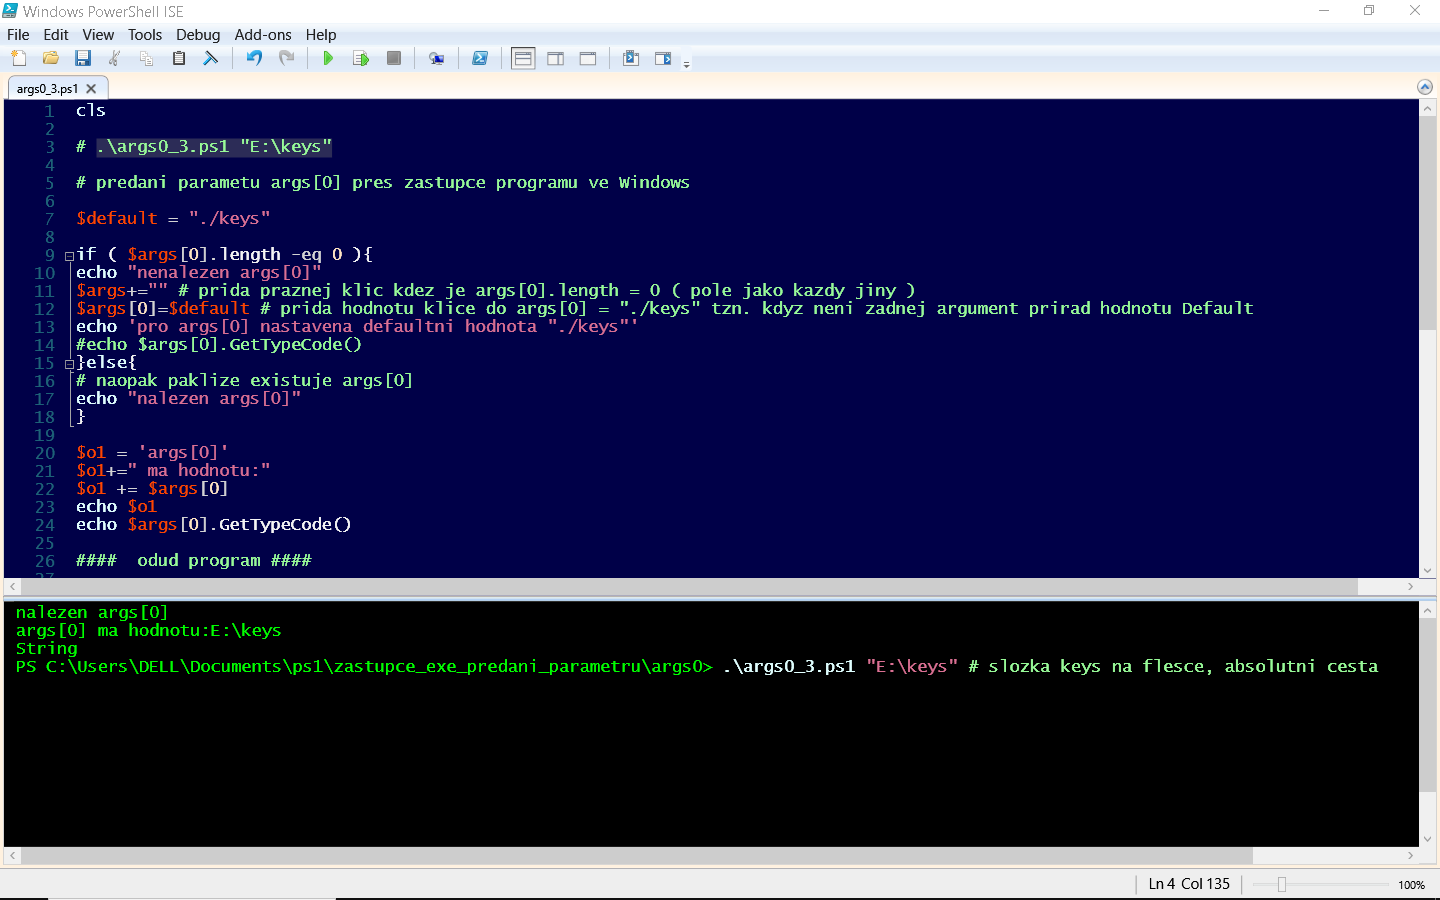 Windows PowerShell ISE
File Edit View Tools Debug Add-ons Help
args0_3.ps1
1 cls
2
3 # .\args0_3.ps1 "E:\keys"
4
5 # predani parametu args[0] pres zastupce programu ve Windows
6
7 $default = "./keys"
8
9 if ( $args[0].length -eq 0 ){
10 echo "nenalezen args[0]"
11 $args+="" # prida praznej klic kdez je args[0].length = 0 ( pole jako kazdy jiny )
12 $args[0]=$default # prida hodnotu klice do args[0] = "./keys" tzn. kdyz neni zadnej argument prirad hodnotu Default
13 echo 'pro args[0] nastavena defaultni hodnota "./keys"'
14 #echo $args[0].GetTypeCode()
15 }else{
16 # naopak paklize existuje args[0]
17 echo "nalezen args[0]"
18 }
19
20 $o1 = 'args[0]'
21 $o1+=" ma hodnotu:"
22 $o1 += $args[0]
23 echo $o1
24 echo $args[0].GetTypeCode()
25
26 ####  odud program ####
27
nalezen args[0]
args[0] ma hodnotu:E:\keys
String
PS C:\Users\DELL\Documents\ps1\zastupce_exe_predani_parametru\args0> .\args0_3.ps1 "E:\keys" # slozka keys na flesce, absolutni cesta
Ln 4 Col 135
100%